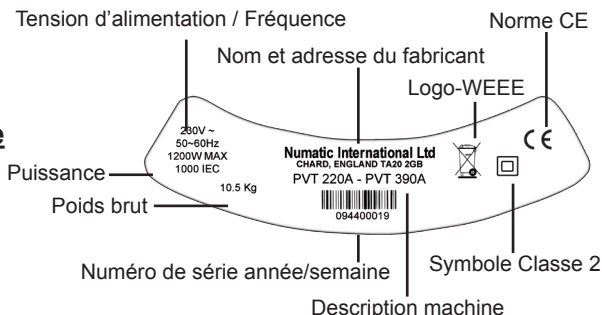 Tension d'alimentation / Fréquence
Norme CE
Nom et adresse du fabricant
Logo-WEEE
230V ~
50~60Hz
1200W MAX
1000 IEC
10.5 Kg
Numatic International Ltd
CHARD, ENGLAND TA20 2GB
PVT 220A - PVT 390A
094400019
CE
Puissance
Poids brut
Numéro de série année/semaine
Symbole Classe 2
Description machine